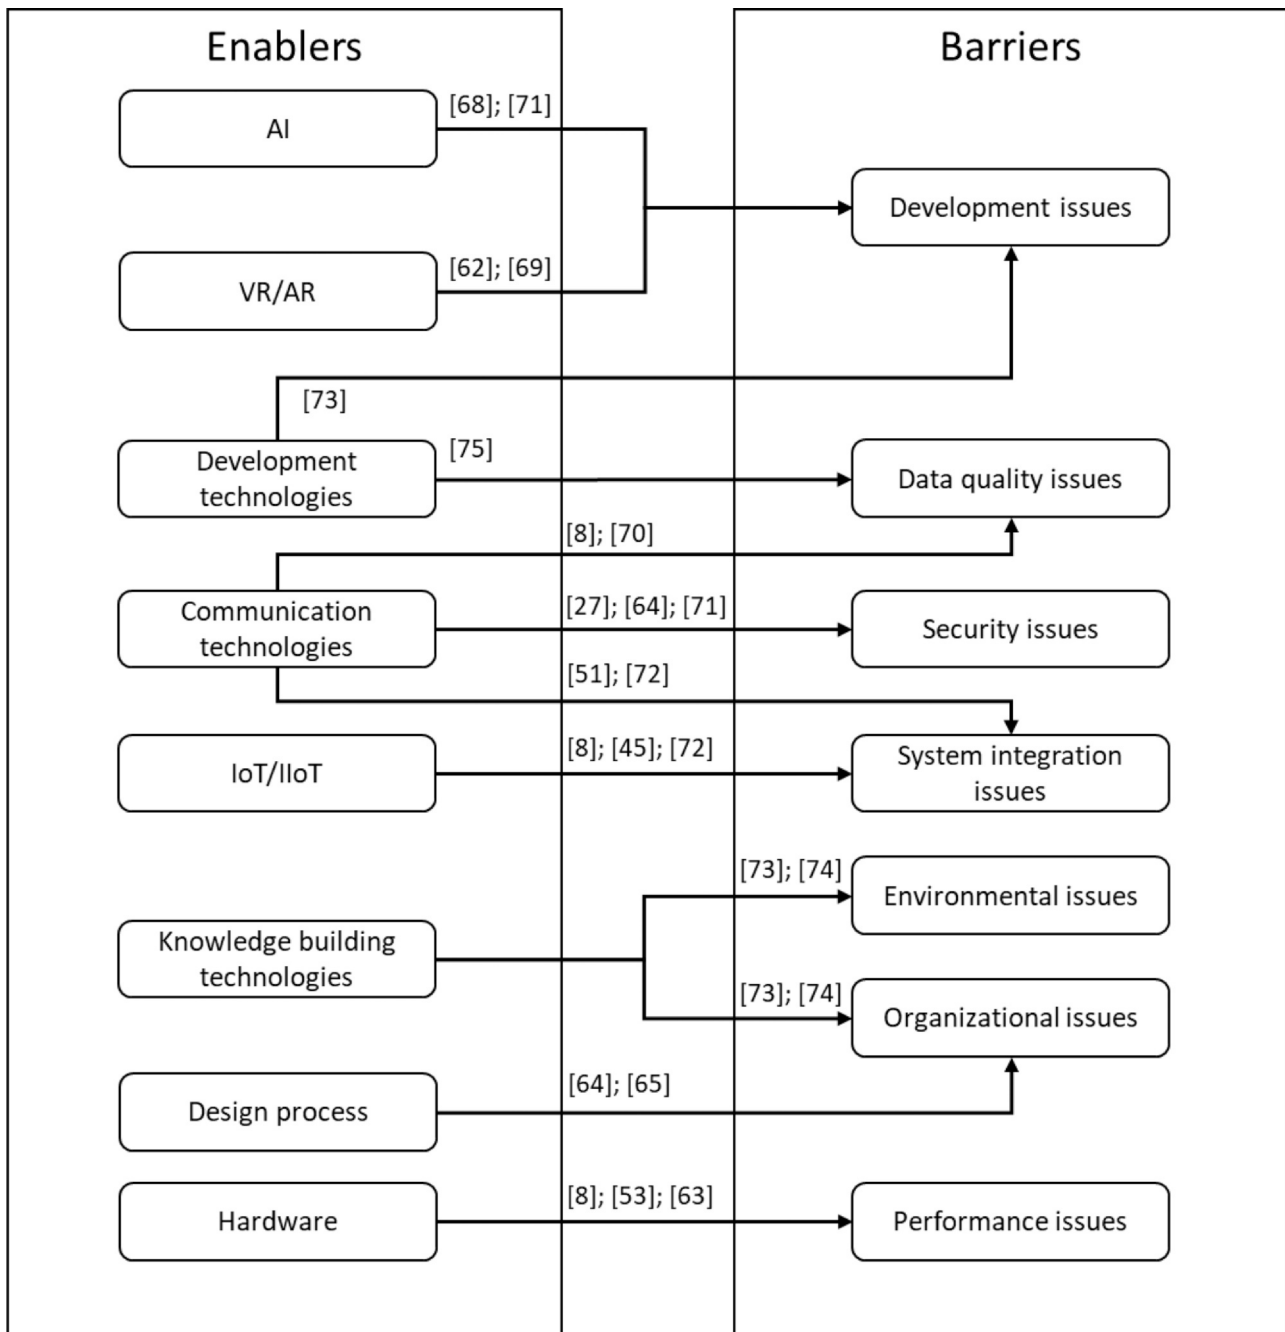 Enablers
Barriers
AI
[68]; [71]
Development issues
VR/AR
[62]; [69]
[73]
Development
technologies
[75]
Data quality issues
[8]; [70]
Communication
technologies
[27]; [64]; [71]
Security issues
[51]; [72]
IoT/IIoT
[8]; [45]; [72]
System integration
issues
[73]; [74]
Environmental issues
Knowledge building
technologies
[73]; [74]
Organizational issues
[64]; [65]
Design process
[8]; [53]; [63]
Hardware
Performance issues